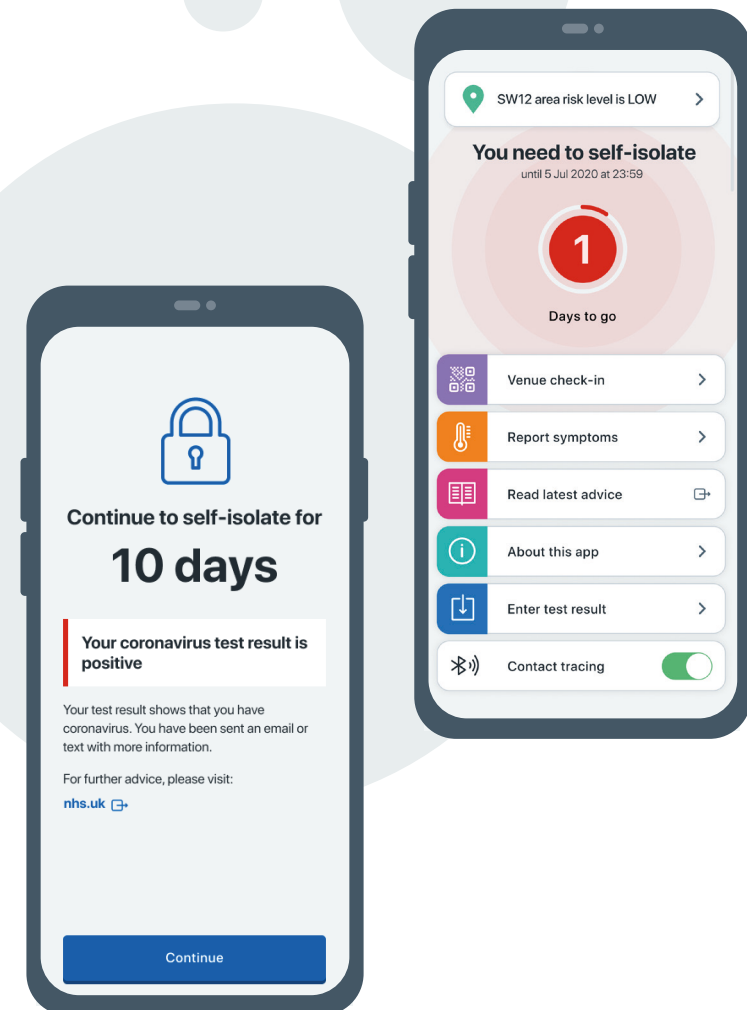 SW12 area risk level is LOW
You need to self-isolate
until 5 Jul 2020 at 23:59
1
Days to go
Venue check-in
Report symptoms
Read latest advice
About this app
Enter test result
Contact tracing
Continue to self-isolate for
10 days
Your coronavirus test result is
positive
Your test result shows that you have
coronavirus. You have been sent an email or
text with more information.
For further advice, please visit:
nhs.uk
Continue